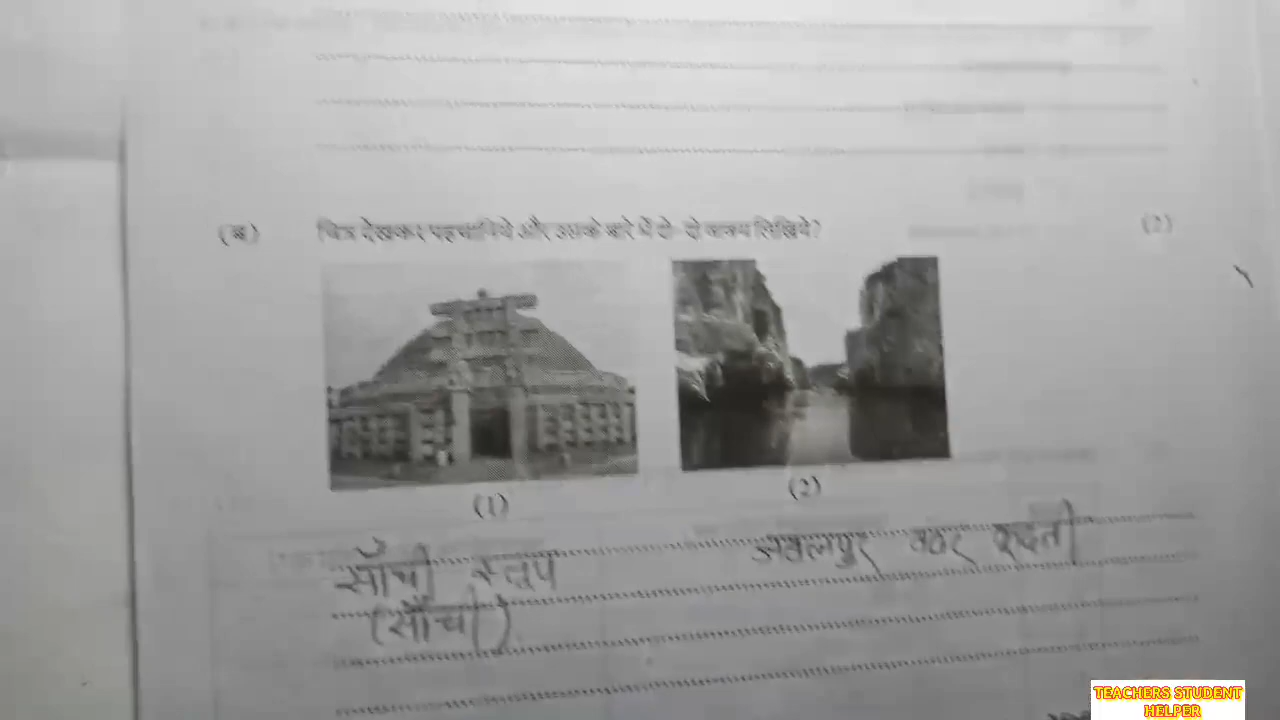 (ब) चित्र देखकर पहचानिये और उसके बारे में दो- दो वाक्य लिखिये? (2)
(1) (2)
साँची स्तूप
(साँची)
जबलपुर
TEACHERS STUDENT
HELPER